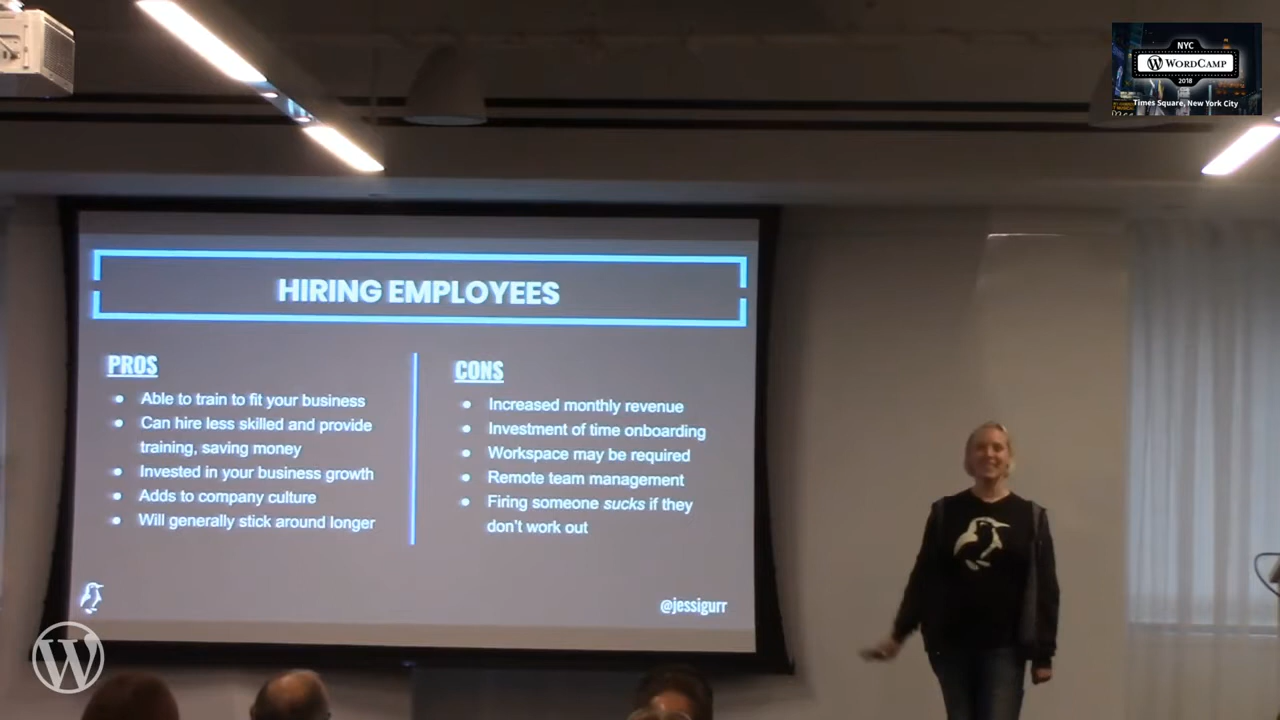 NYC
WORDCAMP
2018
Times Square, New York City
HIRING EMPLOYEES
PROS
● Able to train to fit your business
● Can hire less skilled and provide
training, saving money
● Invested in your business growth
● Adds to company culture
● Will generally stick around longer
CONS
● Increased monthly revenue
● Investment of time onboarding
● Workspace may be required
● Remote team management
● Firing someone sucks if they
don't work out
@jessigurr